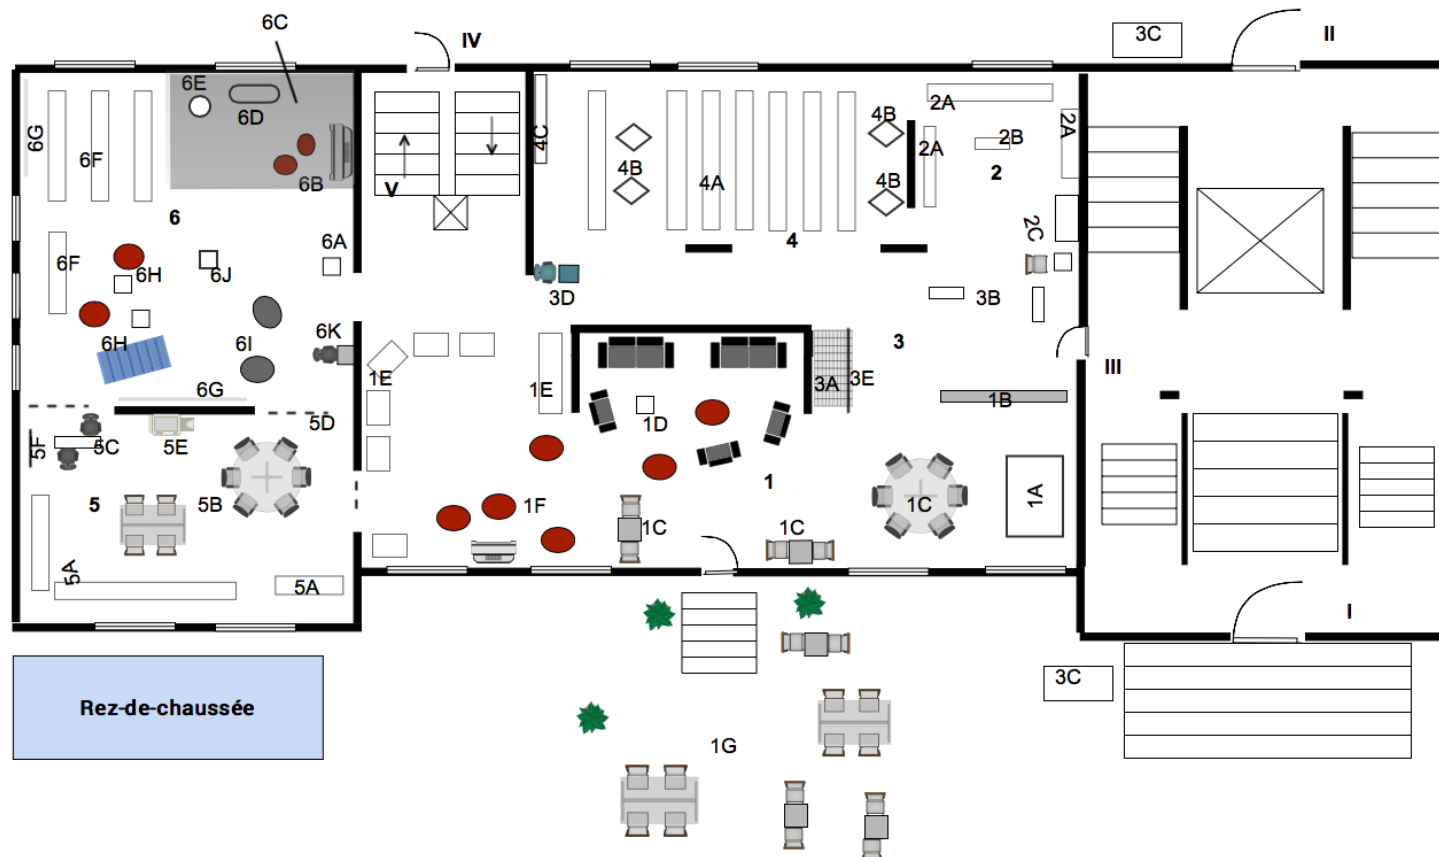 6C
IV
3C
II
6E
6D
6G
6F
6B
V
4C
4B
4A
4B
4B
2A
2A
2B
2A
2
6
4
2C
6A
6F
6H
6J
3D
3B
6H
6I
6K
1E
1E
3
3A
3E
III
6G
1D
1B
5F
5C
5E
5D
5
5B
1
1F
1C
1C
1C
1A
5A
5A
I
3C
Rez-de-chaussée
1G